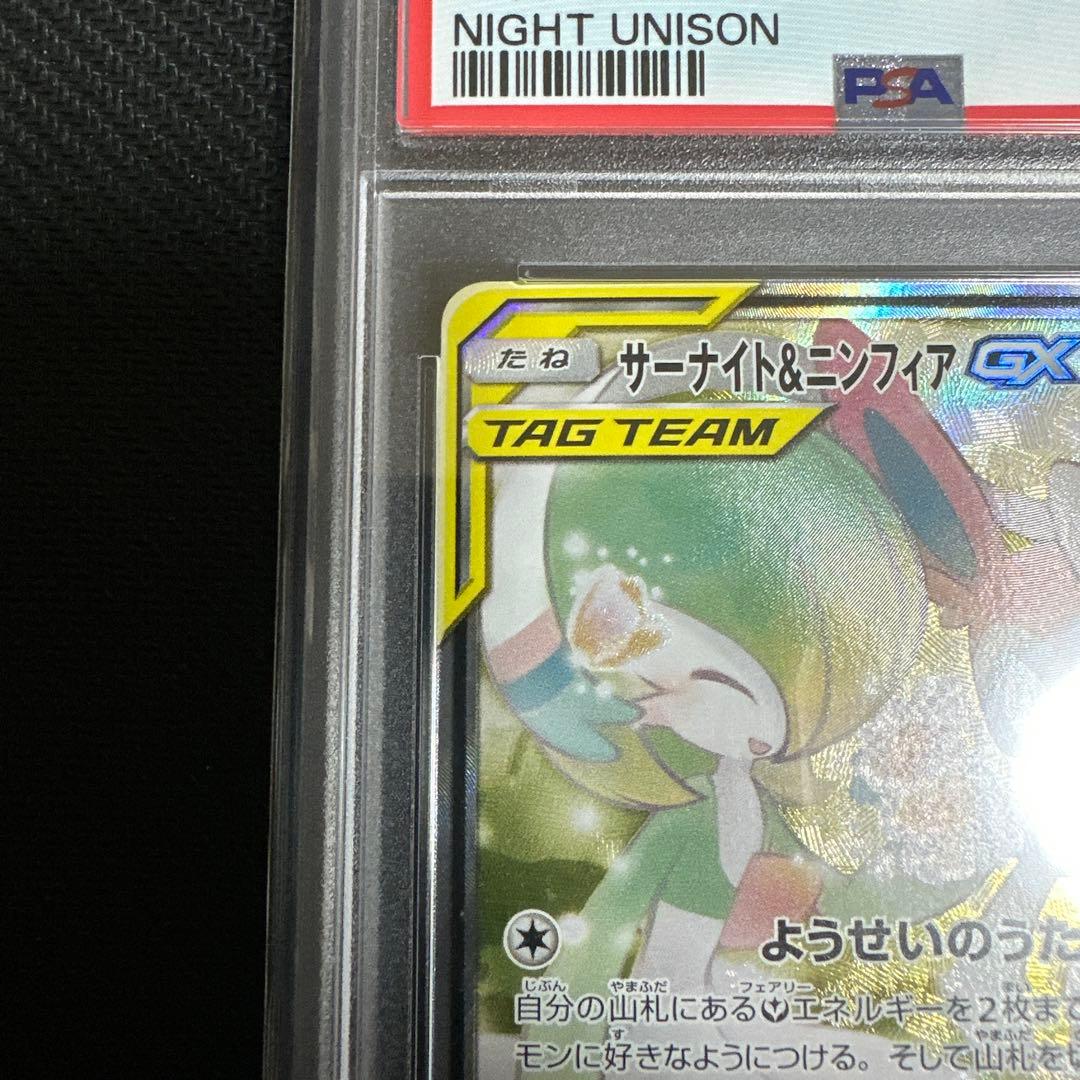 NIGHT UNISON
PSA
たね サーナイト&ニンフィアGX
TAG TEAM
ようせいのうた
じぶん やまふだ フェアリー
自分の山札にあるエネルギーを2枚まで
す やまふだ
モンに好きなようにつける。そして山札を切